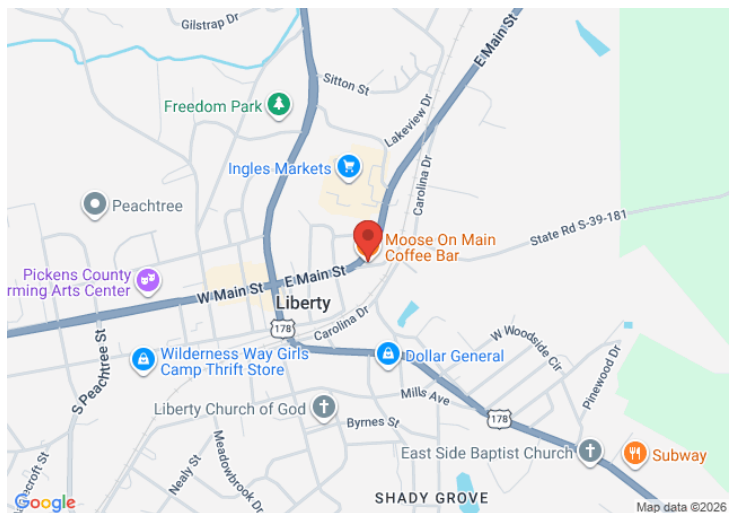 Gilstrap Dr
E Main St
Sitton St
Freedom Park
Lakeview Dr
Ingles Markets
Carolina Dr
Peachtree
Moose On Main
Coffee Bar
State Rd S-39-181
Pickens County
rming Arts Center
E Main St
W Main St
Liberty
178
Carolina Dr
W Woodside Cir
Wilderness Way Girls
Camp Thrift Store
Dollar General
Pinewood Dr
S Peachtree St
Mills Ave
Liberty Church of God
178
Byrnes St
East Side Baptist Church
Subway
Nealy St
Meadowbrook Dr
SHADY GROVE
Google
Map data ©2026